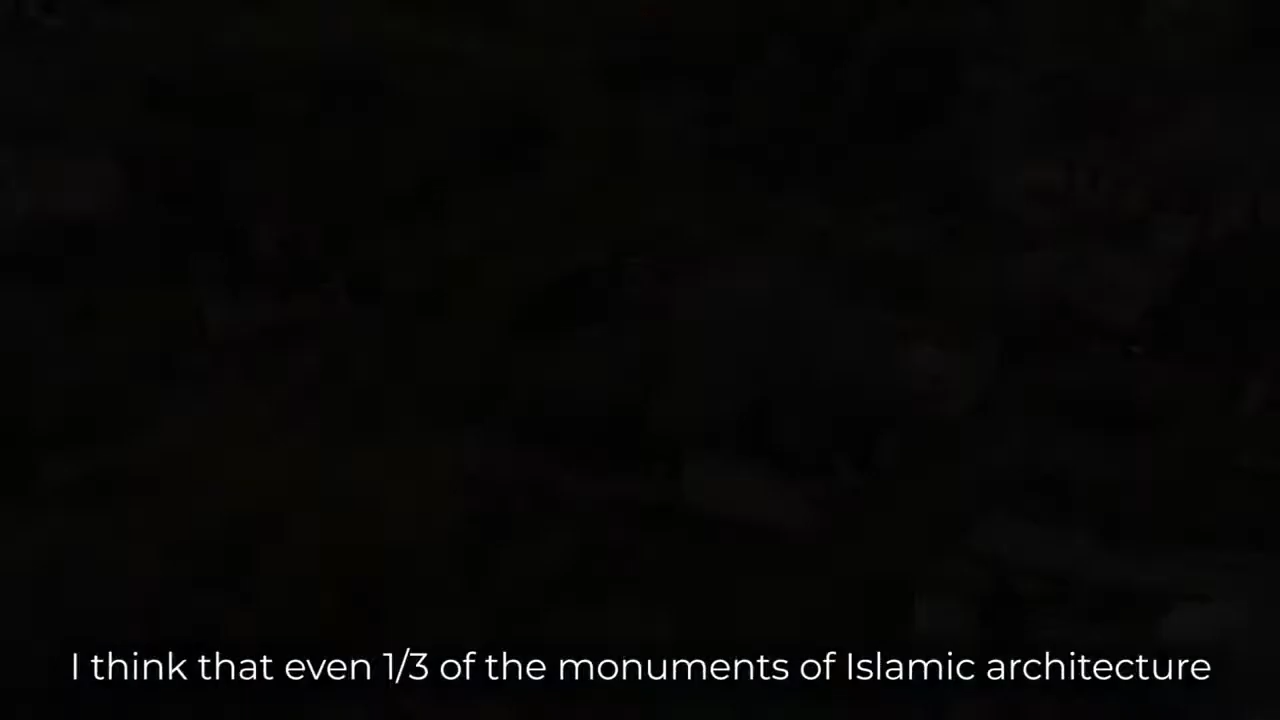 I think that even 1/3 of the monuments of Islamic architecture